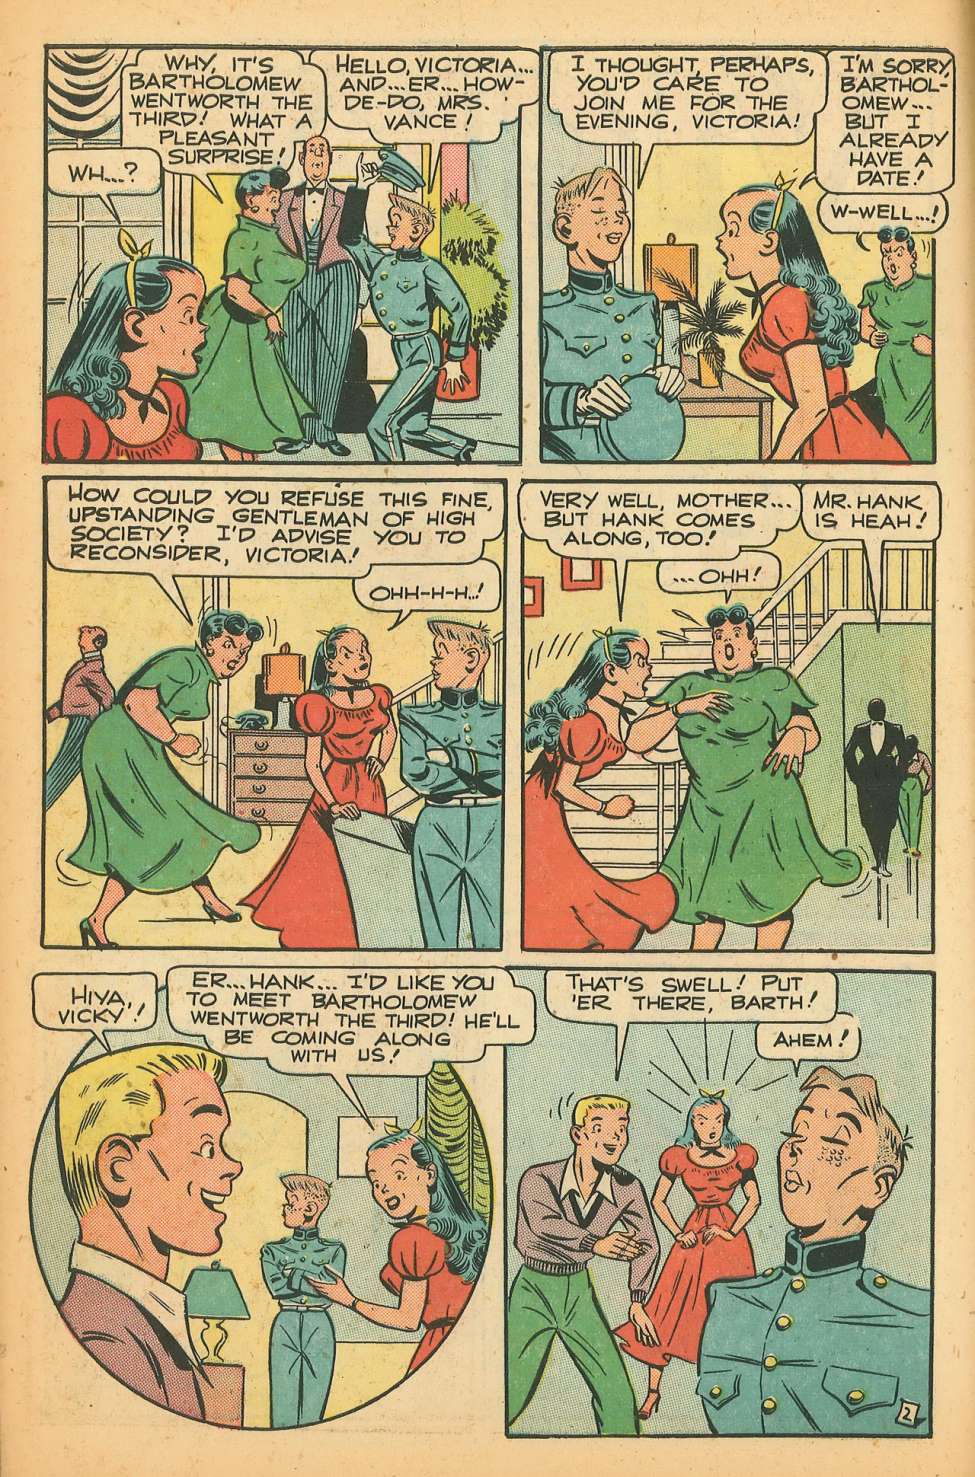 WHY, IT'S
BARTHOLOMEW
WENTWORTH THE
THIRD! WHAT A
PLEASANT
SURPRISE!
HELLO, VICTORIA...
AND...ER...HOW-
DE-DO, MRS.
VANCE!
WH...?
I THOUGHT, PERHAPS,
YOU'D CARE TO
JOIN ME FOR THE
EVENING, VICTORIA!
I'M SORRY,
BARTHOL-
OMEW...
BUT I
ALREADY
HAVE A
DATE!
W-WELL...!
HOW COULD YOU REFUSE THIS FINE,
UPSTANDING GENTLEMAN OF HIGH
SOCIETY? I'D ADVISE YOU TO
RECONSIDER, VICTORIA!
OHH-H-H...!
VERY WELL, MOTHER...
BUT HANK COMES
ALONG, TOO!
...OHH!
MR. HANK
IS HEAH!
HIYA,
VICKY!
ER...HANK... I'D LIKE YOU
TO MEET BARTHOLOMEW
WENTWORTH THE THIRD! HE'LL
BE COMING ALONG
WITH US!
THAT'S SWELL! PUT
'ER THERE, BARTH!
AHEM!
2